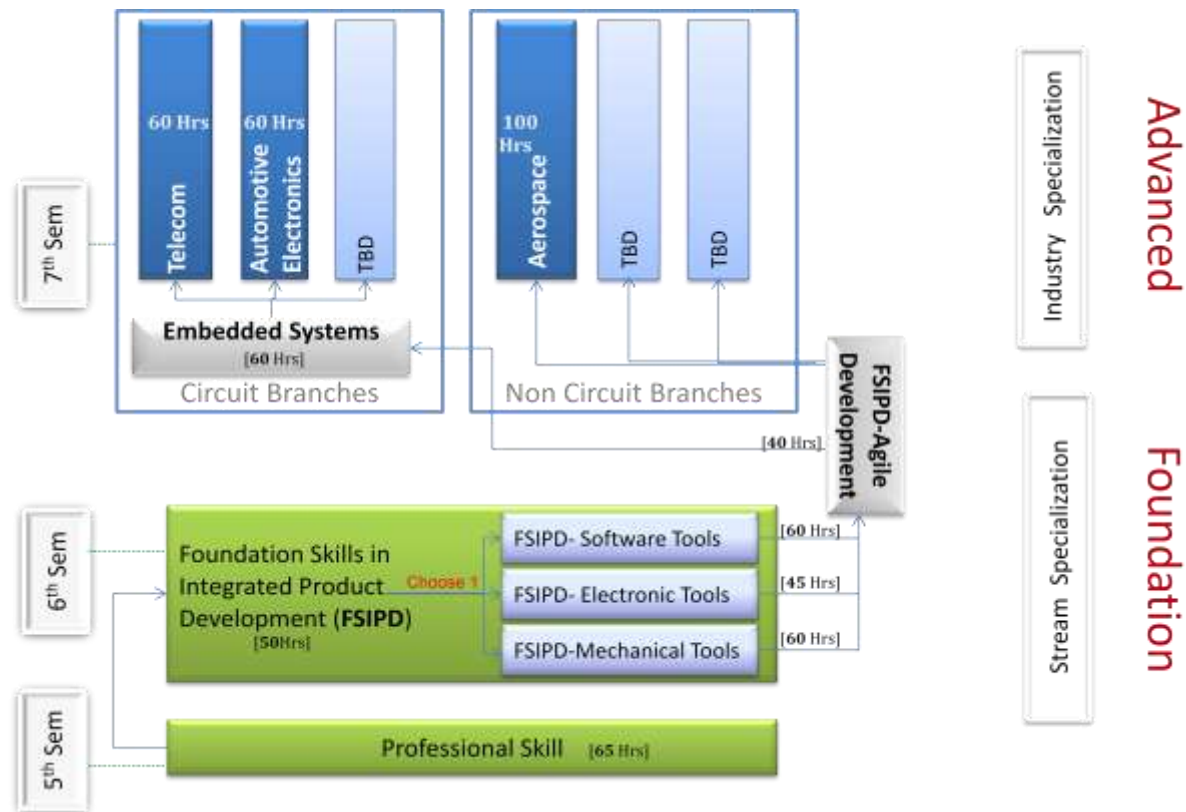 60 Hrs
Telecom
60 Hrs
Automotive
Electronics
TBD
100
Hrs
Aerospace
TBD
TBD
7th Sem
Industry Specialization
Advanced
Embedded Systems
[60 Hrs]
Circuit Branches
Non Circuit Branches
FSIPD-Agile
Development
[40 Hrs]
6th Sem
Foundation Skills in
Integrated Product
Development (FSIPD)
[50Hrs]
Choose 1
FSIPD- Software Tools
[60 Hrs]
FSIPD- Electronic Tools
[45 Hrs]
FSIPD-Mechanical Tools
[60 Hrs]
Stream Specialization
Foundation
5th Sem
Professional Skill [65 Hrs]